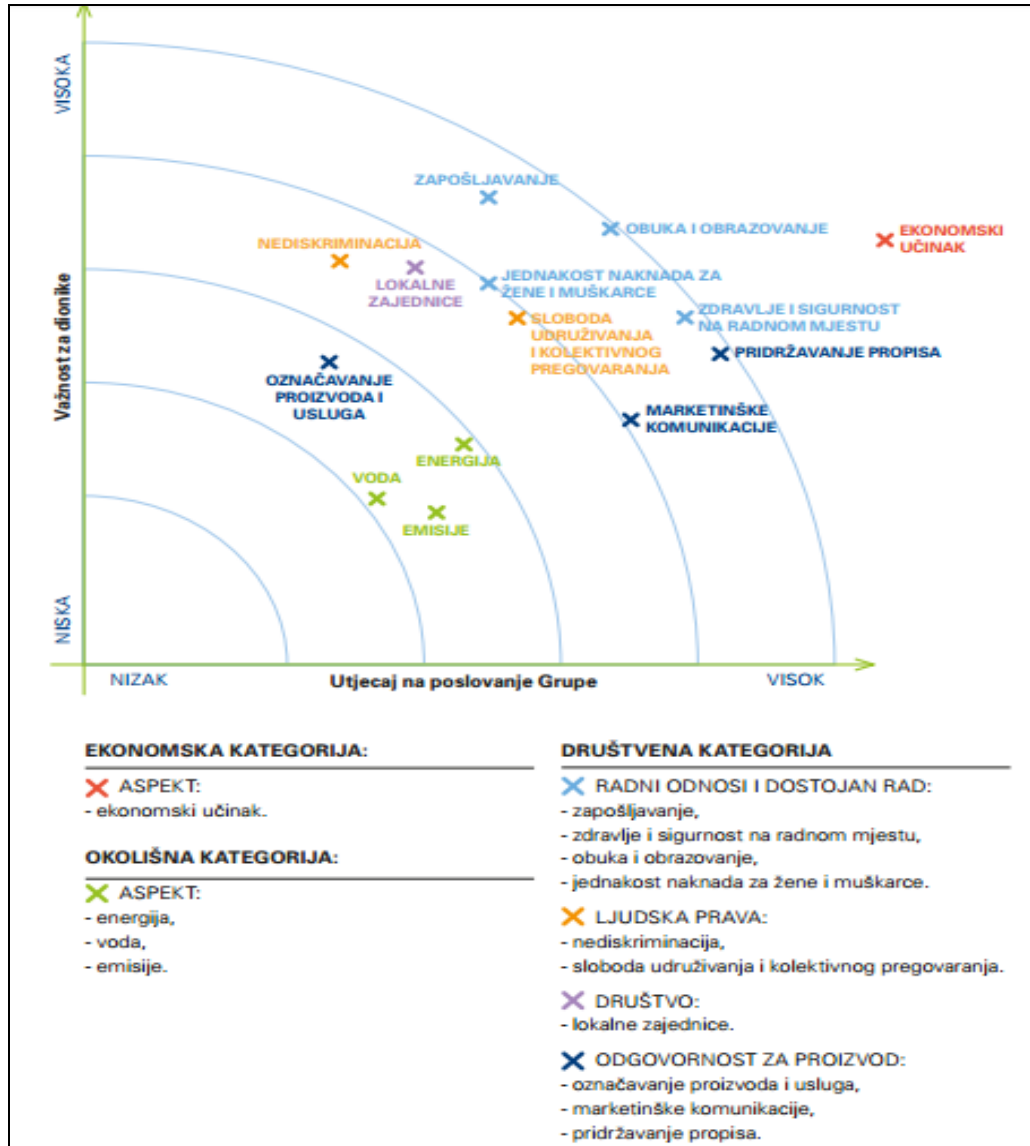 VISOKA
Važnost za dionike
NISKA
ZAPOŠLJAVANJE
OBUKA I OBRAZOVANJE
EKONOMSKI
UČINAK
NEDISKRIMINACIJA
LOKALNE
ZAJEDNICE
JEDNAKOST NAKNADA ZA
ŽENE I MUŠKARCE
SLOBODA
UDRUŽIVANJA
I KOLEKTIVNOG
PREGOVARANJA
ZDRAVLJE I SIGURNOST
NA RADNOM MJESTU
PRIDRŽAVANJE PROPISA
OZNAČAVANJE
PROIZVODA I
USLUGA
MARKETINŠKE
KOMUNIKACIJE
ENERGIJA
VODA
EMISIJE
NIZAK
Utjecaj na poslovanje Grupe
VISOK
EKONOMSKA KATEGORIJA:
ASPEKT:
- ekonomski učinak.
OKOLIŠNA KATEGORIJA:
ASPEKT:
- energija,
- voda,
- emisije.
DRUŠTVENA KATEGORIJA
RADNI ODNOSI I DOSTOJAN RAD:
- zapošljavanje,
- zdravlje i sigurnost na radnom mjestu,
- obuka i obrazovanje,
- jednakost naknada za žene i muškarce.
LJUDSKA PRAVA:
- nediskriminacija,
- sloboda udruživanja i kolektivnog pregovaranja.
DRUŠTVO:
- lokalne zajednice.
ODGOVORNOST ZA PROIZVOD:
- označavanje proizvoda i usluga,
- marketinške komunikacije,
- pridržavanje propisa.